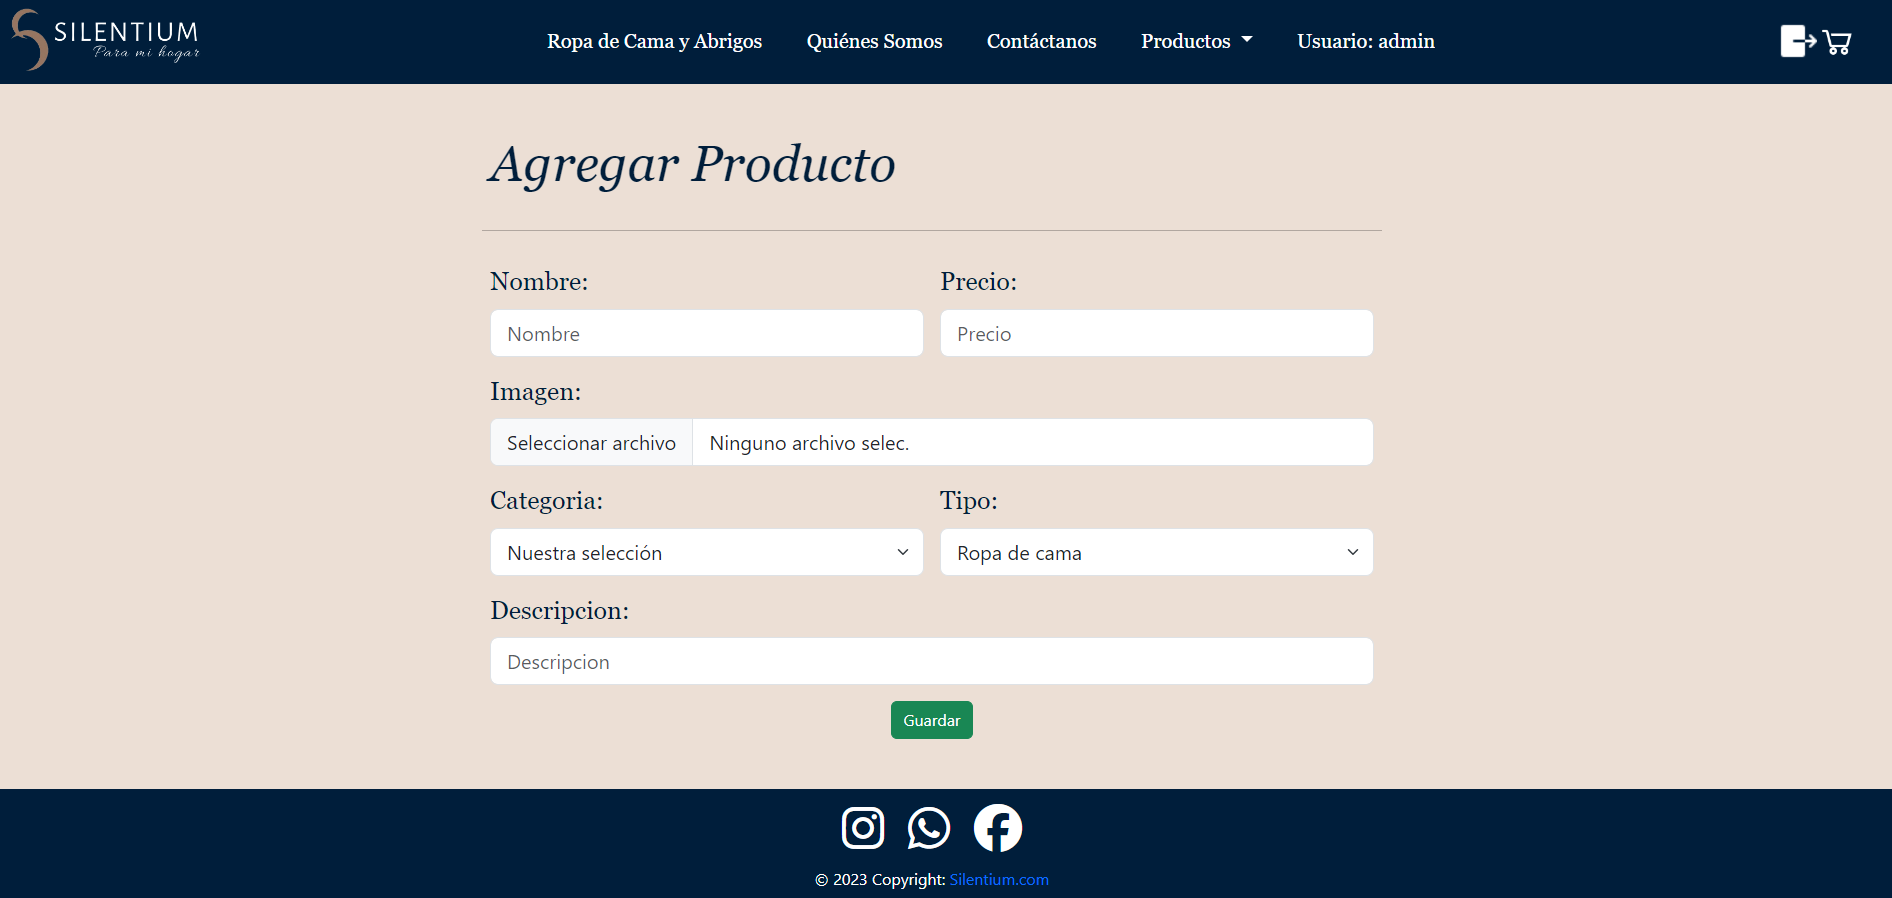 SILENTIUM
Para mi hogar
Ropa de Cama y Abrigos Quiénes Somos Contáctanos Productos Usuario: admin
Agregar Producto
Nombre: Precio:
Nombre Precio
Imagen:
Seleccionar archivo Ninguno archivo selec.
Categoria: Tipo:
Nuestra selección Ropa de cama
Descripcion:
Descripcion
Guardar
© 2023 Copyright: Silentium.com